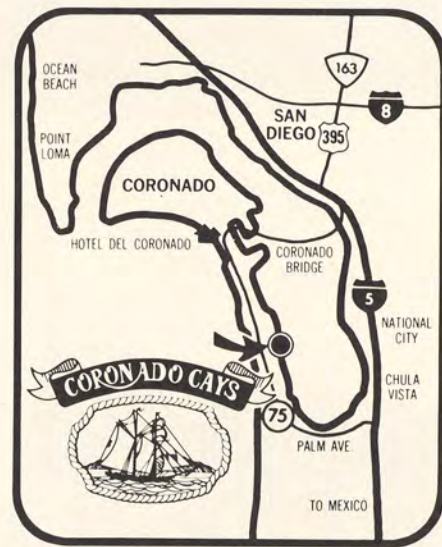 OCEAN
BEACH
163
8
SAN
DIEGO
395
POINT
LOMA
CORONADO
HOTEL DEL CORONADO
CORONADO
BRIDGE
5
NATIONAL
CITY
CORONADO CAYS
CHULA
VISTA
75
PALM AVE.
TO MEXICO